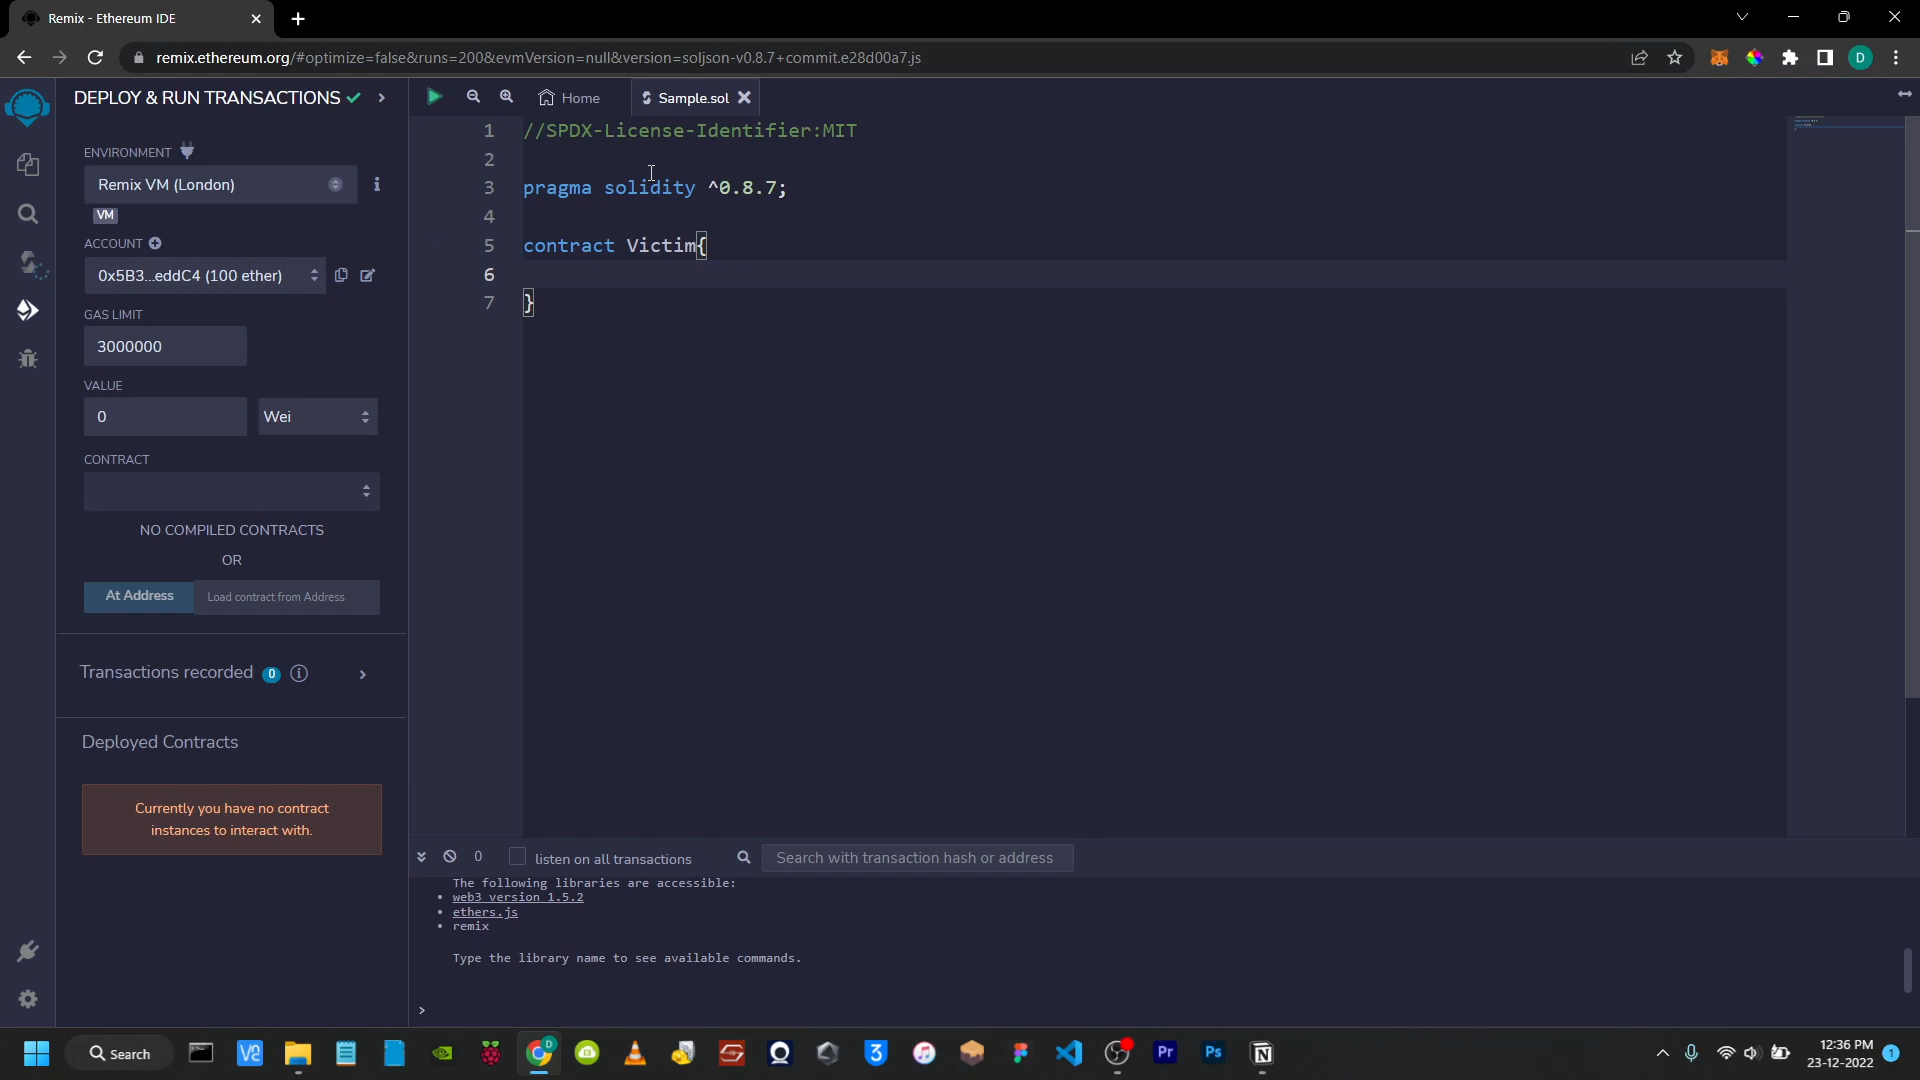 Remix - Ethereum IDE
remix.ethereum.org/#optimize=false&runs=200&evmVersion=null&version=soljson-v0.8.7+commit.e28d00a7.js
D
DEPLOY & RUN TRANSACTIONS
Home
Sample.sol
ENVIRONMENT
Remix VM (London)
VM
ACCOUNT
0x5B3...eddC4 (100 ether)
GAS LIMIT
3000000
VALUE
0
Wei
CONTRACT
NO COMPILED CONTRACTS
OR
At Address
Load contract from Address
Transactions recorded 0
Deployed Contracts
Currently you have no contract
instances to interact with.
1 //SPDX-License-Identifier:MIT
2
3 pragma solidity ^0.8.7;
4
5 contract Victim{
6
7 }
0
listen on all transactions
Search with transaction hash or address
The following libraries are accessible:
• web3 version 1.5.2
• ethers.js
• remix
Type the library name to see available commands.
>
Search
D
3
Pr
Ps
12:36 PM
23-12-2022
1